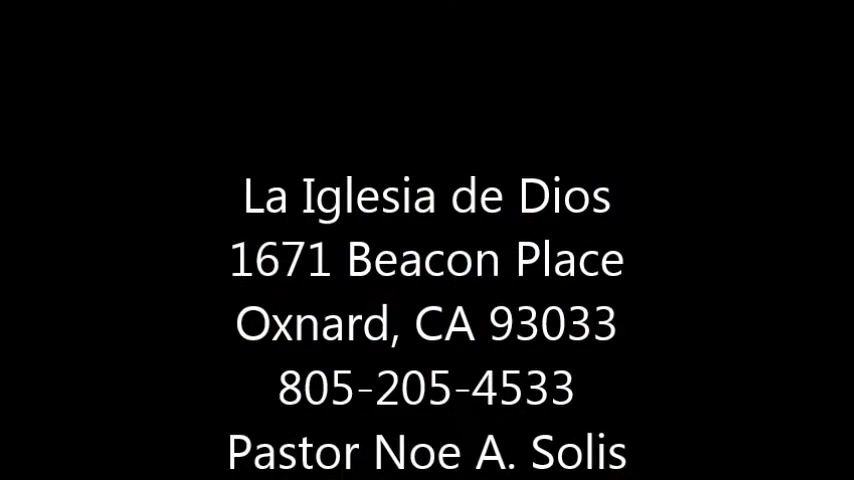 La Iglesia de Dios
1671 Beacon Place
Oxnard, CA 93033
805-205-4533
Pastor Noe A. Solis